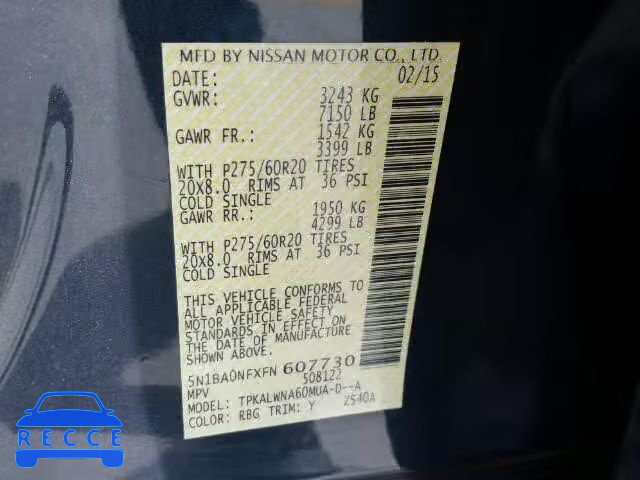 MFD BY NISSAN MOTOR CO., LTD.
DATE: 02/15
GVWR: 3243 KG
7150 LB
GAWR FR.: 1542 KG
3399 LB
WITH P275/60R20 TIRES
20x8.0 RIMS AT 36 PSI
COLD SINGLE
GAWR RR.: 1950 KG
4299 LB
WITH P275/60R20 TIRES
20x8.0 RIMS AT 36 PSI
COLD SINGLE
THIS VEHICLE CONFORMS TO
ALL APPLICABLE FEDERAL
MOTOR VEHICLE SAFETY
STANDARDS IN EFFECT ON
THE DATE OF MANUFACTURE
SHOWN ABOVE.
5N1BA0NFXFN 607730
MPV 508122
MODEL: TPKALWNA60MUA-D--A
COLOR: RBG TRIM: Y ZS40A
RECCE